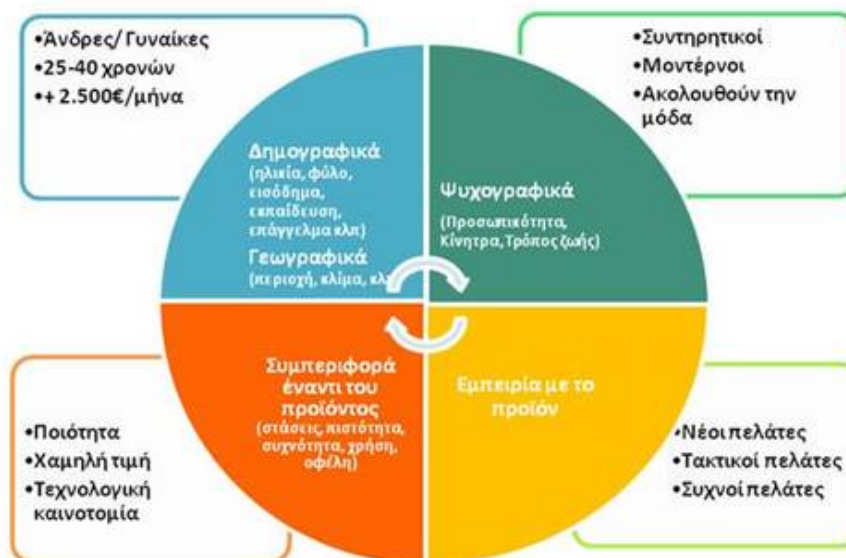 •Άνδρες/ Γυναίκες
•25-40 χρονών
•+ 2.500€/μήνα
•Συντηρητικοί
•Μοντέρνοι
•Ακολουθούν την
μόδα
Δημογραφικά
(ηλικία, φύλο,
εισόδημα,
εκπαίδευση,
επάγγελμα κλπ)
Γεωγραφικά
(περιοχή, κλίμα, κλ
Ψυχογραφικά
(Προσωπικότητα,
Κίνητρα, Τρόπος ζωής)
Συμπεριφορά
έναντι του
προϊόντος
(στάσεις, πιστότητα,
συχνότητα, χρήση,
οφέλη)
Εμπειρία με το
προϊόν
•Ποιότητα
•Χαμηλή τιμή
•Τεχνολογική
καινοτομία
•Νέοι πελάτες
•Τακτικοί πελάτες
•Συχνοί πελάτες